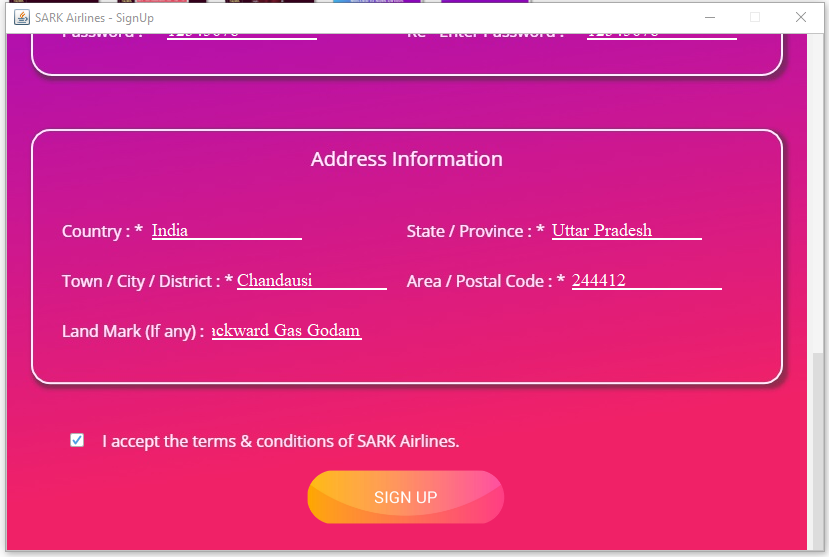 SARK Airlines - SignUp
Password : * 12345678 Re - Enter Password : * 12345678
Address Information
Country : * India State / Province : * Uttar Pradesh
Town / City / District : * Chandausi Area / Postal Code : * 244412
Land Mark (If any) : ackward Gas Godam
I accept the terms & conditions of SARK Airlines.
SIGN UP